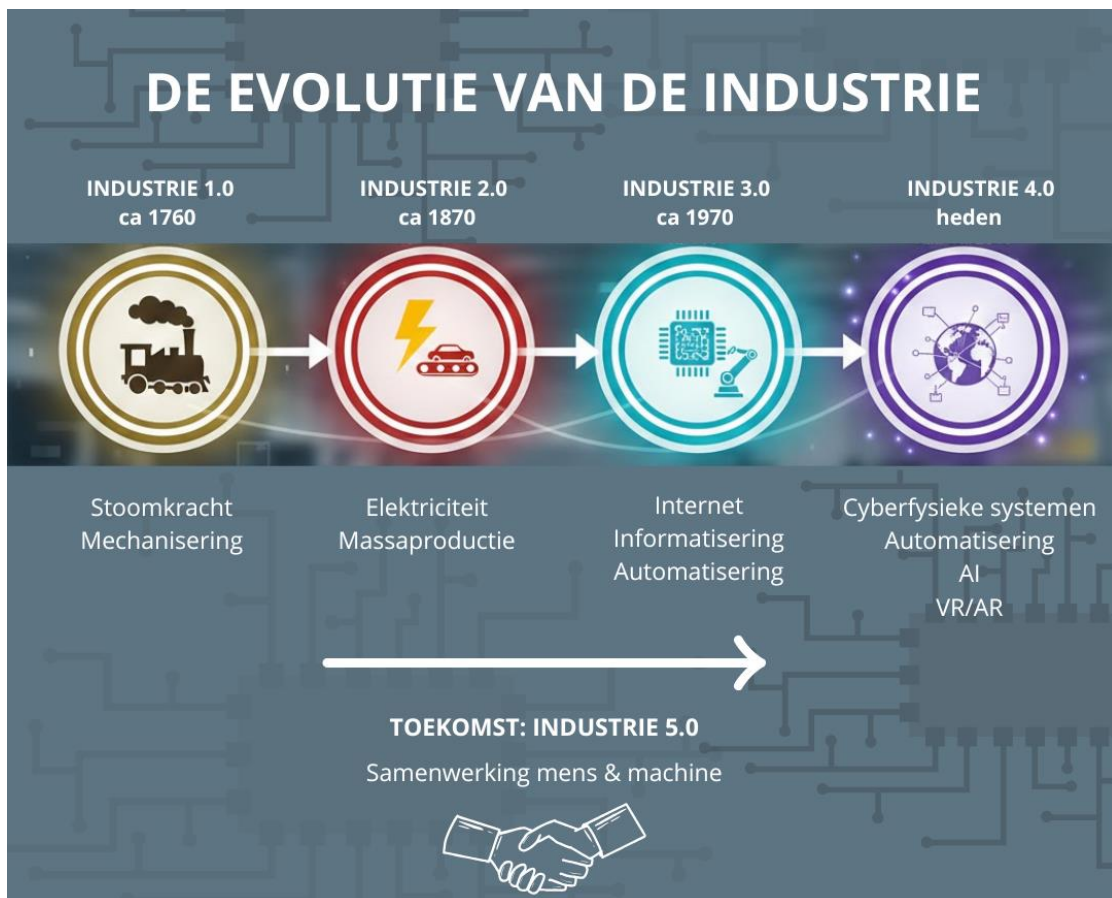 DE EVOLUTIE VAN DE INDUSTRIE
INDUSTRIE 1.0
ca 1760
INDUSTRIE 2.0
ca 1870
INDUSTRIE 3.0
ca 1970
INDUSTRIE 4.0
heden
Stoomkracht
Mechanisering
Elektriciteit
Massaproductie
Internet
Informatisering
Automatisering
Cyberfysieke systemen
Automatisering
AI
VR/AR
TOEKOMST: INDUSTRIE 5.0
Samenwerking mens & machine